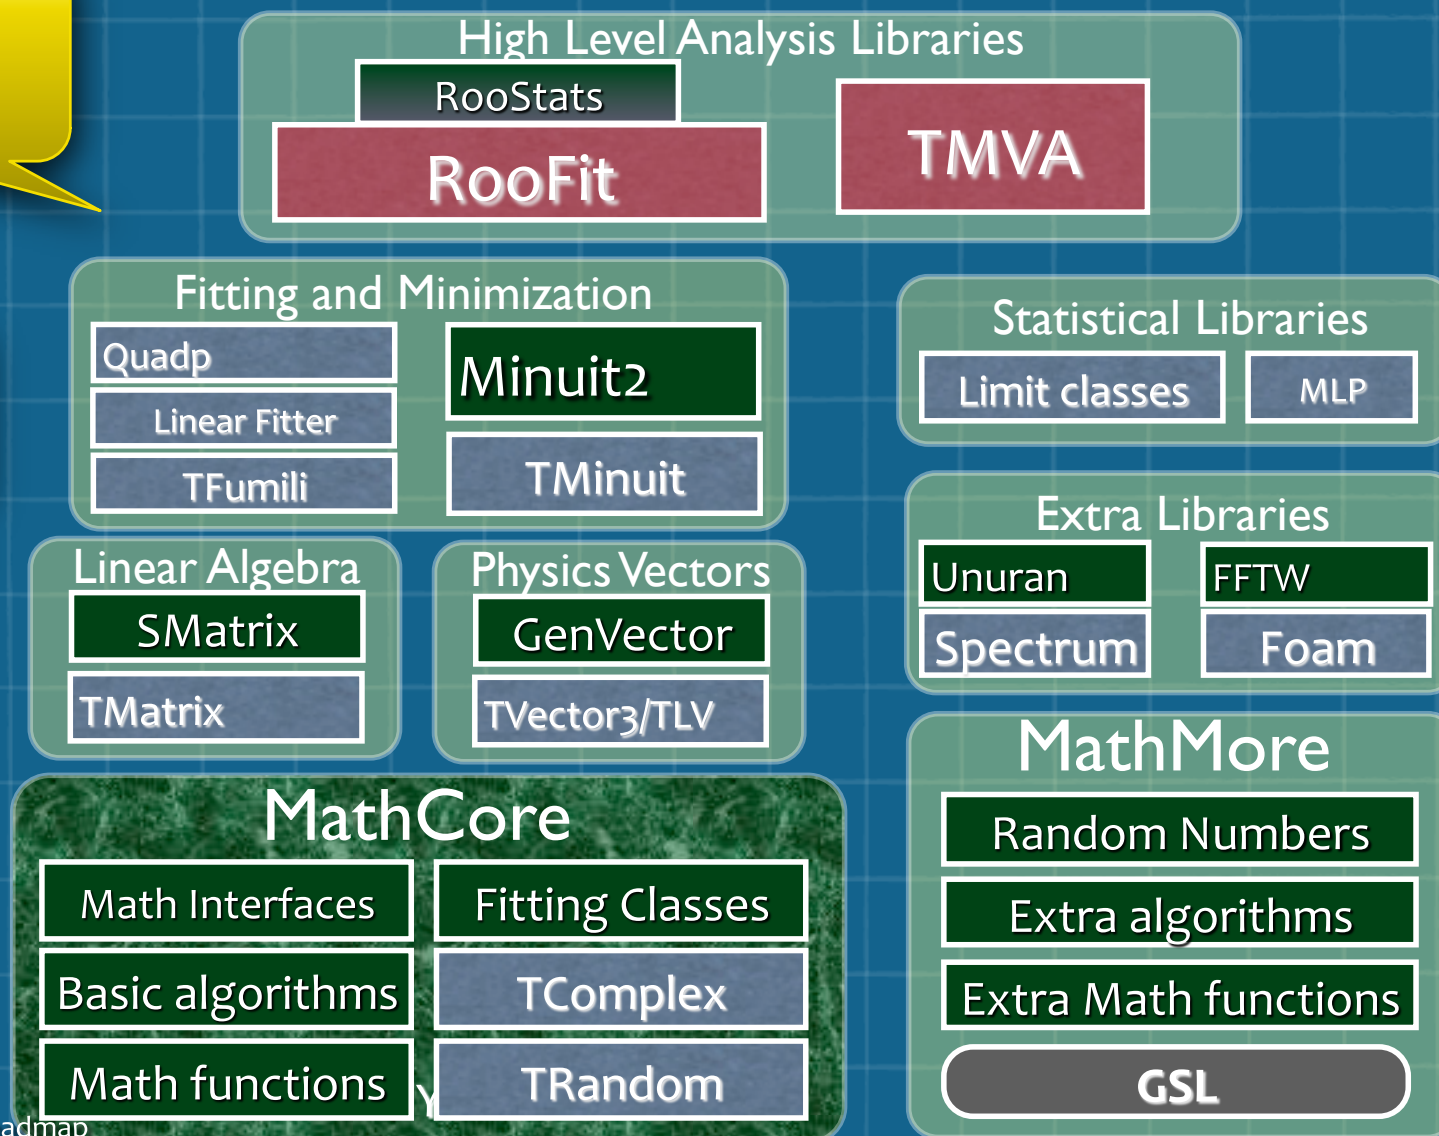 High Level Analysis Libraries
RooStats
RooFit
TMVA
Fitting and Minimization
Quadp
Linear Fitter
TFumili
Minuit2
TMinuit
Statistical Libraries
Limit classes
MLP
Extra Libraries
Unuran
FFTW
Spectrum
Foam
Linear Algebra
SMatrix
TMatrix
Physics Vectors
GenVector
TVector3/TLV
MathCore
Math Interfaces
Fitting Classes
Basic algorithms
TComplex
Math functions
TRandom
MathMore
Random Numbers
Extra algorithms
Extra Math functions
GSL